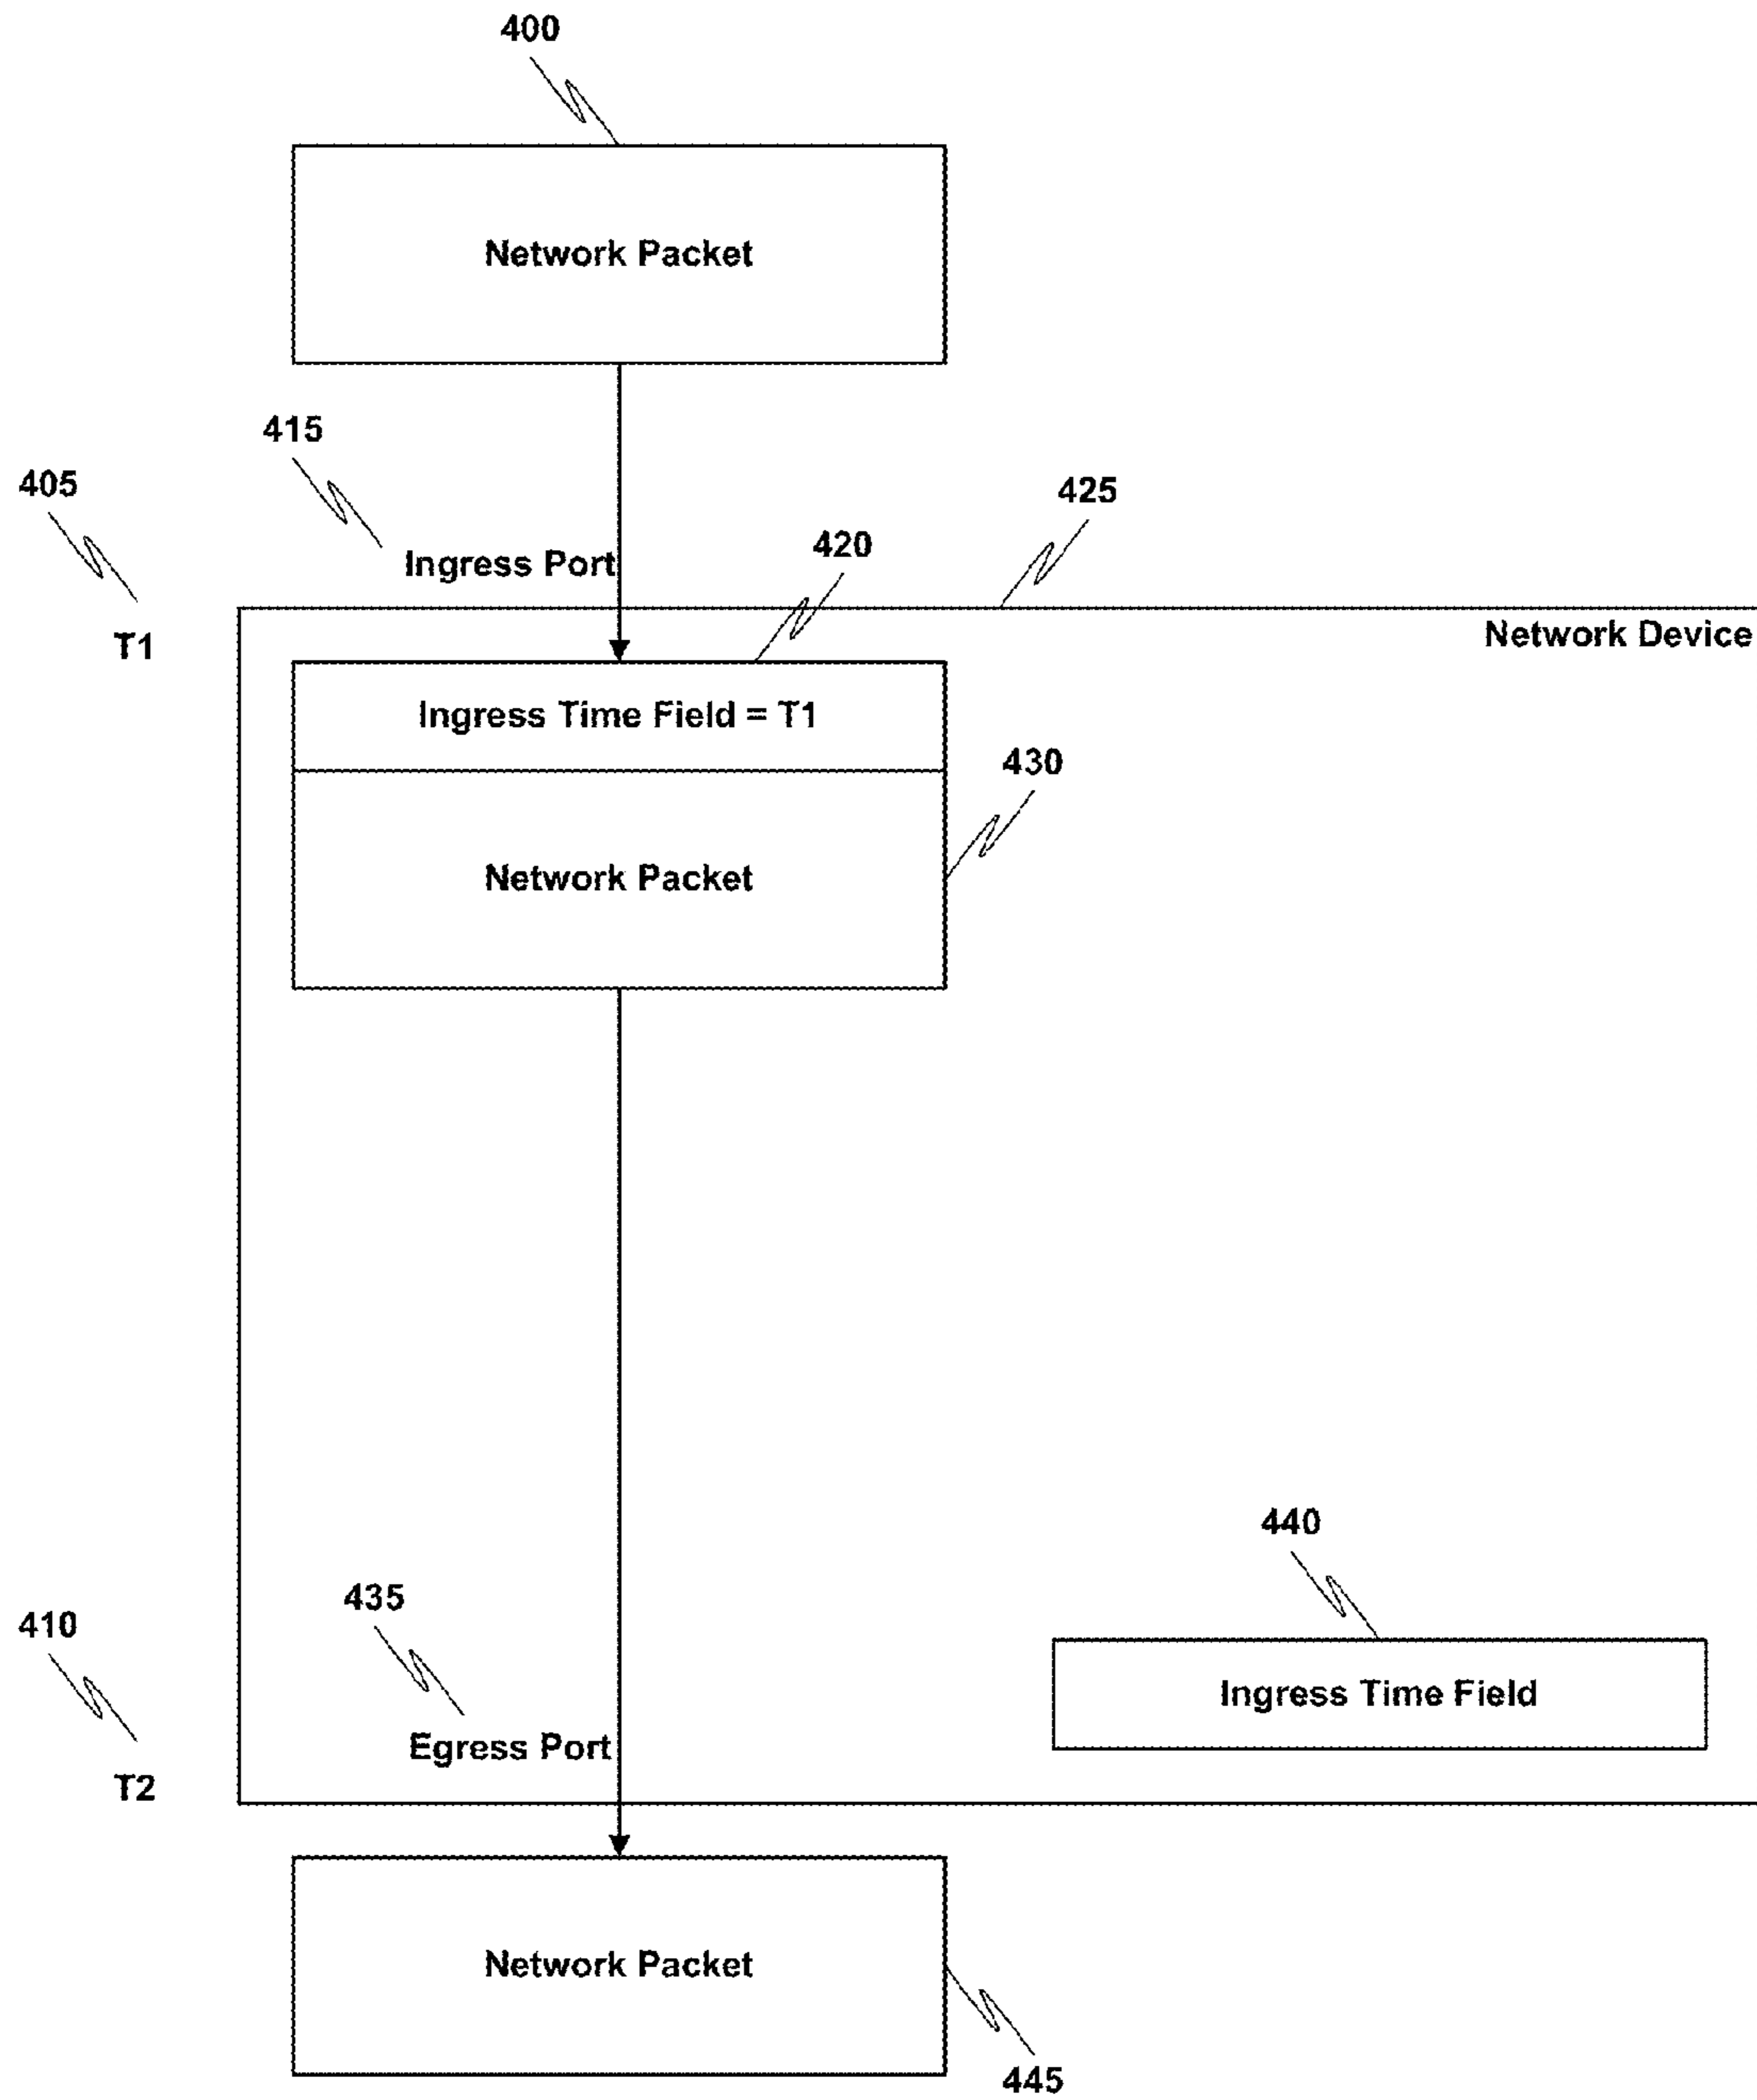 400
Network Packet
415
405
425
420
Ingress Port
T1
Network Device
Ingress Time Field = T1
430
Network Packet
440
435
410
Ingress Time Field
Egress Port
T2
Network Packet
445